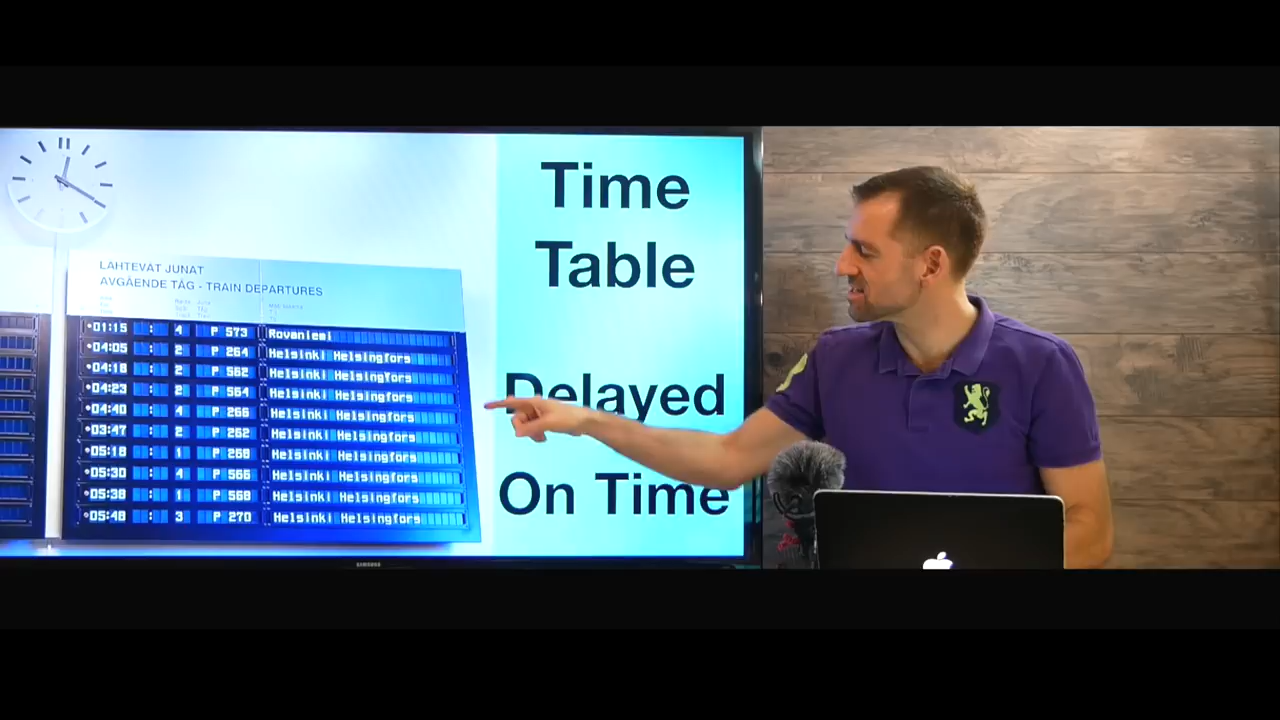 Time
Table
Delayed
On Time
LAHTEVÄT JUNAT
AVGÅENDE TÅG - TRAIN DEPARTURES
01:15 : 4 P 573 Rovaniemi
04:05 : 2 P 264 Helsinki Helsingfors
04:18 : 2 P 562 Helsinki Helsingfors
04:23 : 2 P 564 Helsinki Helsingfors
04:40 : 4 P 266 Helsinki Helsingfors
03:47 : 2 P 262 Helsinki Helsingfors
05:18 : 1 P 268 Helsinki Helsingfors
05:30 : 4 P 566 Helsinki Helsingfors
05:38 : 1 P 568 Helsinki Helsingfors
05:48 : 3 P 270 Helsinki Helsingfors
SAMSUNG